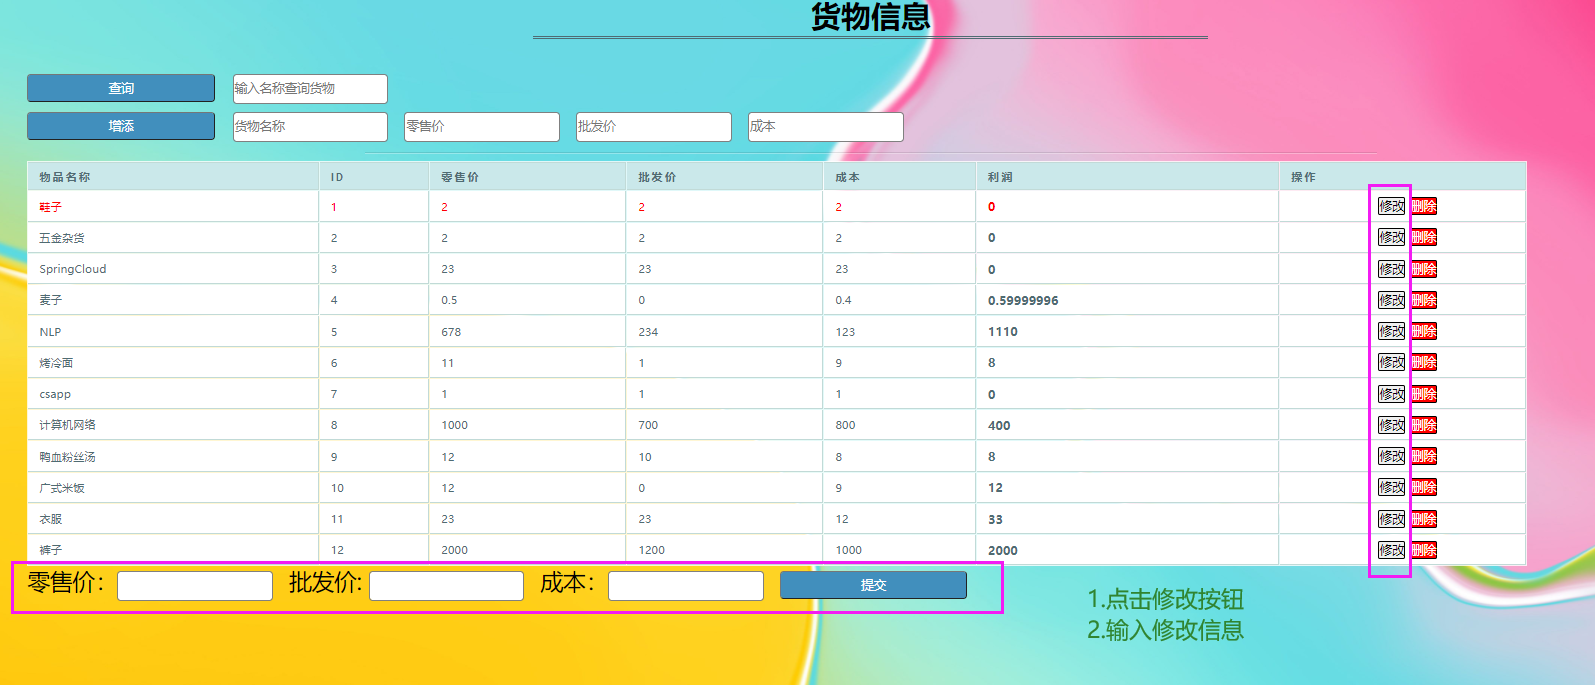 货物信息
查询 输入名称查询货物
增添 货物名称 零售价 批发价 成本
物品名称 ID 零售价 批发价 成本 利润 操作
鞋子 1 2 2 2 0 修改 删除
五金杂货 2 2 2 2 0 修改 删除
SpringCloud 3 23 23 23 0 修改 删除
麦子 4 0.5 0 0.4 0.59999996 修改 删除
NLP 5 678 234 123 1110 修改 删除
烤冷面 6 11 1 9 8 修改 删除
csapp 7 1 1 1 0 修改 删除
计算机网络 8 1000 700 800 400 修改 删除
鸭血粉丝汤 9 12 10 8 8 修改 删除
广式米饭 10 12 0 9 12 修改 删除
衣服 11 23 23 12 33 修改 删除
裤子 12 2000 1200 1000 2000 修改 删除
零售价： 批发价: 成本： 提交
1.点击修改按钮
2.输入修改信息